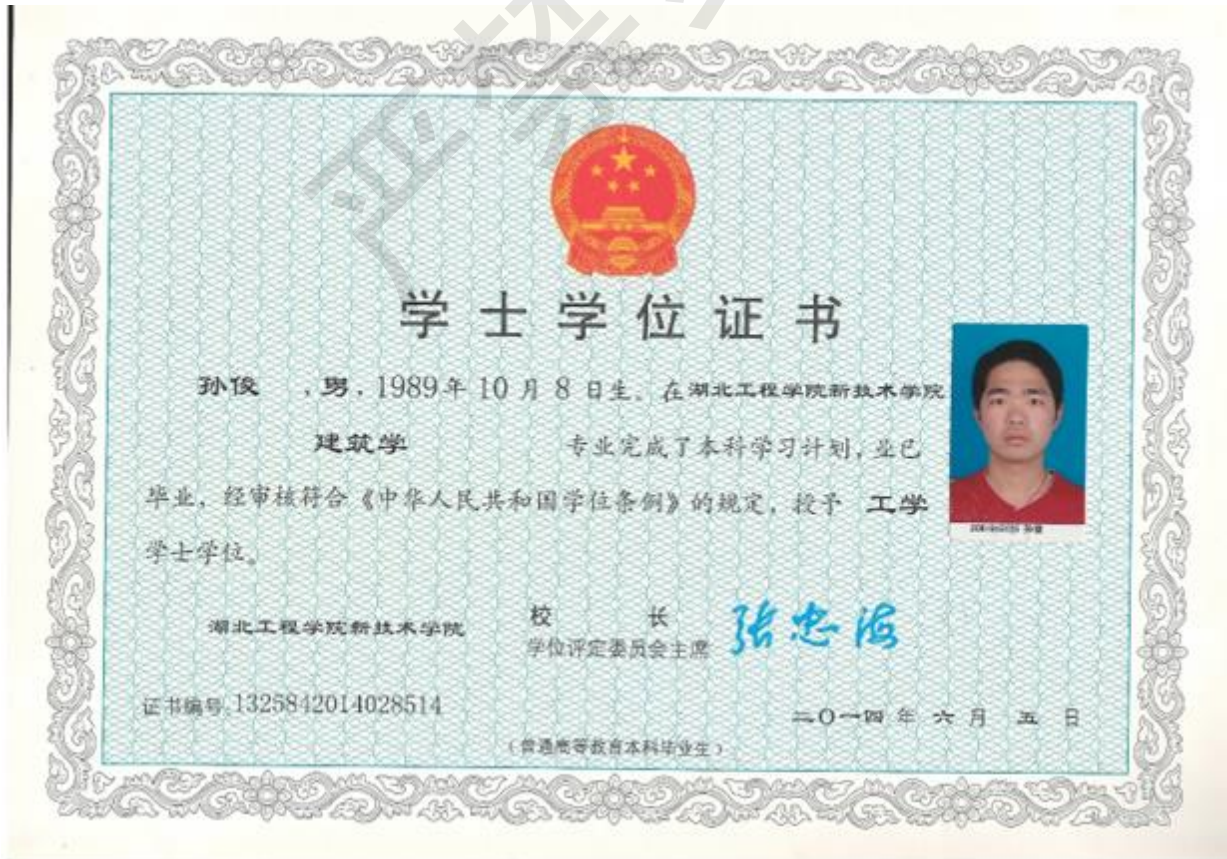 严禁
学士学位证书
孙俊 ，男，1989年10月8日生。在湖北工程学院新技术学院
建筑学 专业完成了本科学习计划，业已
毕业，经审核符合《中华人民共和国学位条例》的规定，授予 工学
学士学位。
湖北工程学院新技术学院
校 长
学位评定委员会主席
张忠海
证书编号.1325842014028514
二〇一四年六月五日
（普通高等教育本科毕业生）